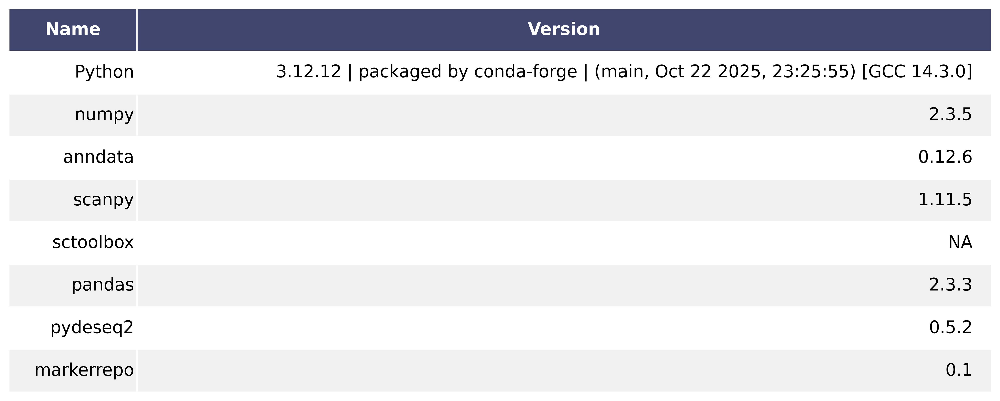 Name Version
Python 3.12.12 | packaged by conda-forge | (main, Oct 22 2025, 23:25:55) [GCC 14.3.0]
numpy 2.3.5
anndata 0.12.6
scanpy 1.11.5
sctoolbox NA
pandas 2.3.3
pydeseq2 0.5.2
markerrepo 0.1